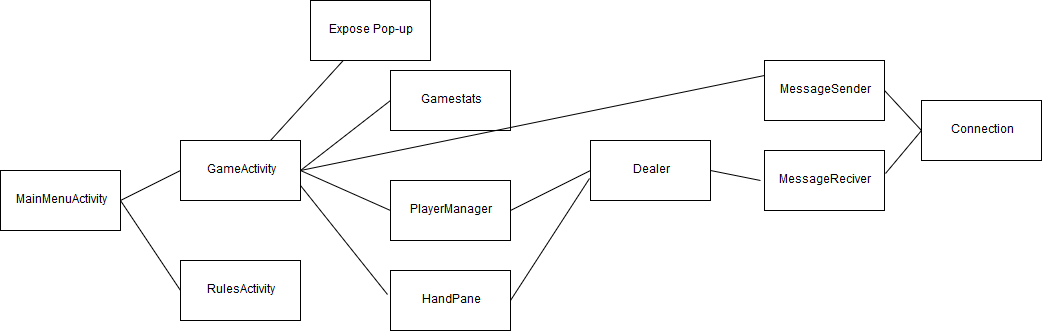 Expose Pop-up
Gamestats
MessageSender
Connection
GameActivity
Dealer
MessageReciver
MainMenuActivity
PlayerManager
RulesActivity
HandPane